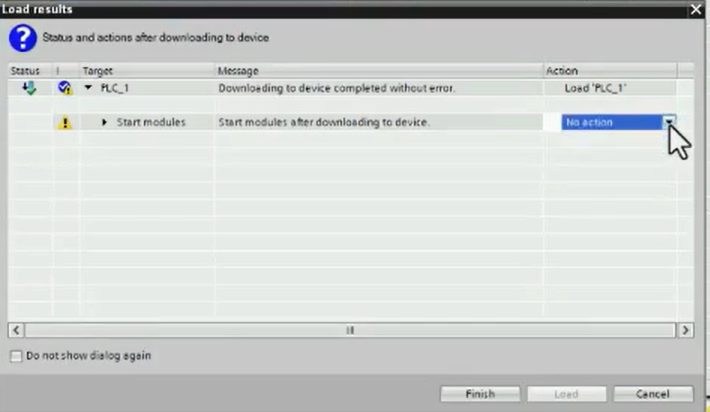 Load results
Status and actions after downloading to device
Status ! Target Message Action
PLC_1 Downloading to device completed without error. Load 'PLC_1'
Start modules Start modules after downloading to device. No action
Do not show dialog again
Finish Load Cancel